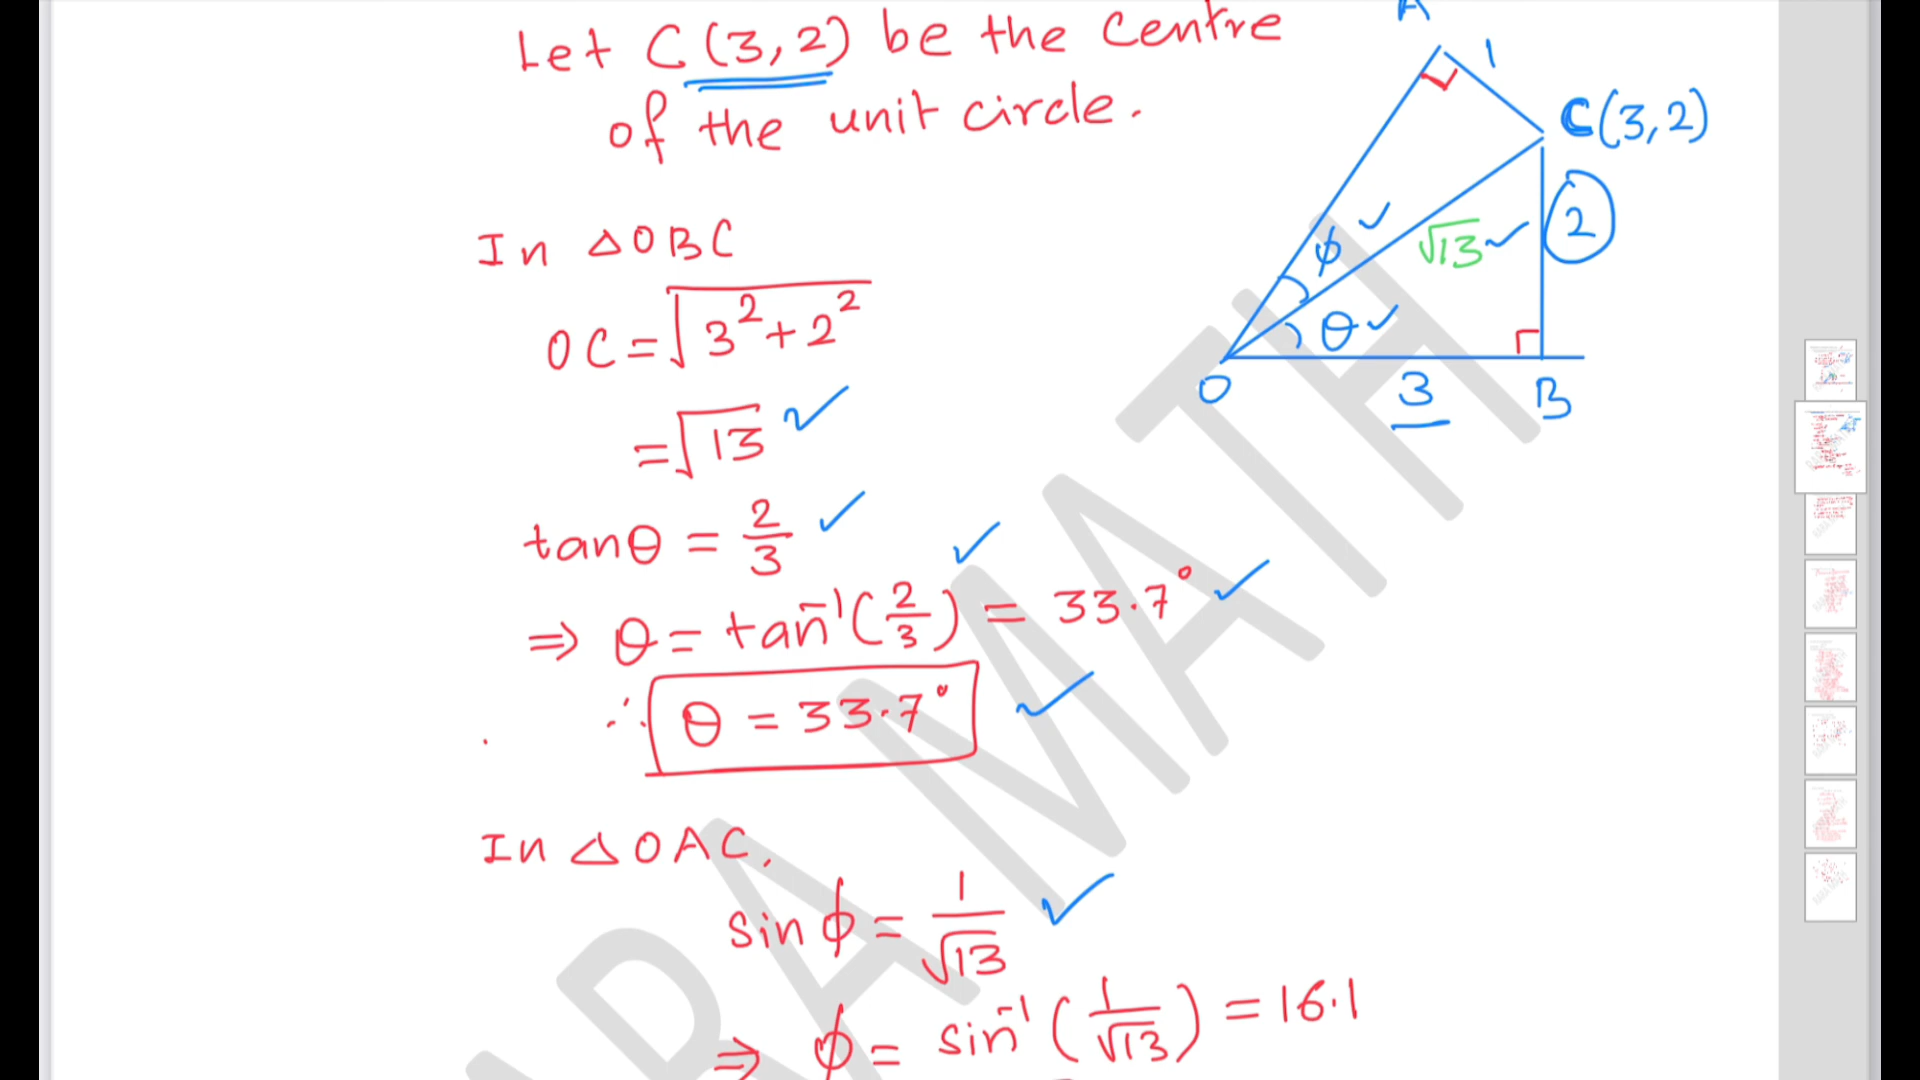 Let C(3,2) be the Centre
of the unit circle.
In △OBC
OC = √3²+2²
= √13 ✓
tanθ = 2/3 ✓
⇒ θ = tan⁻¹(2/3) = 33.7° ✓
∴ θ = 33.7° ✓
In △OAC,
sin ϕ = 1/√13 ✓
⇒ ϕ = sin⁻¹(1/√13) = 16.1
A
1
C(3,2)
2
√13 ✓
ϕ ✓
θ ✓
O
3
B
BARA MATH